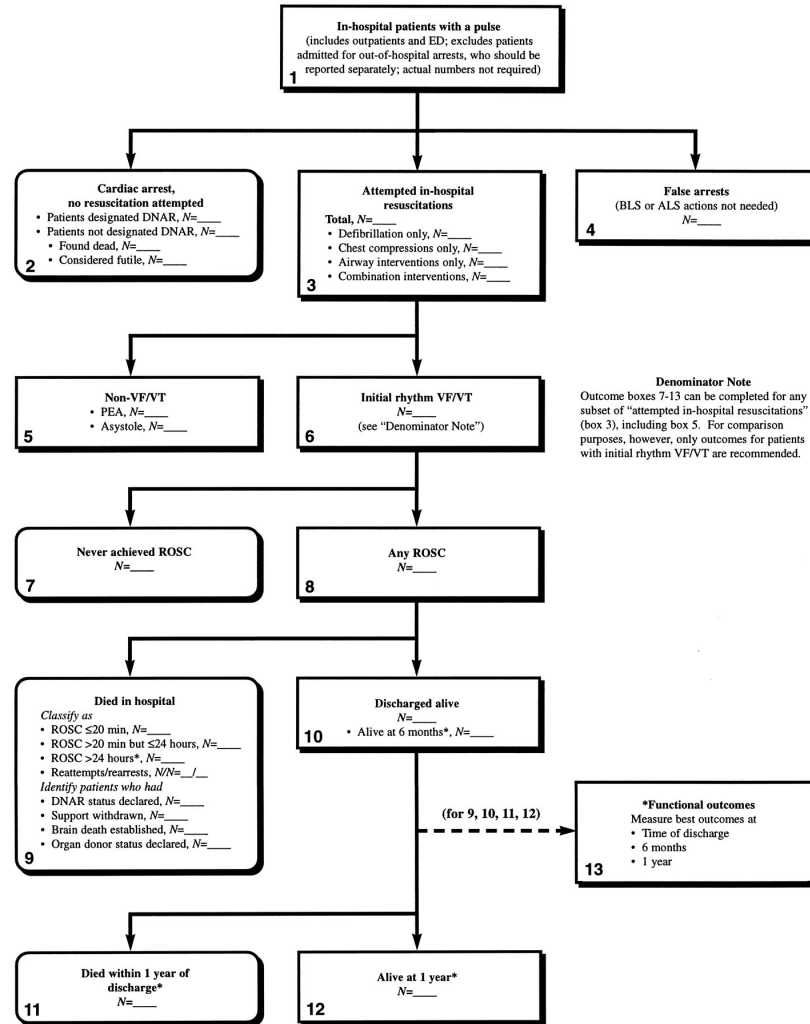 In-hospital patients with a pulse
(includes outpatients and ED; excludes patients
admitted for out-of-hospital arrests, who should be
reported separately; actual numbers not required)
1
Cardiac arrest,
no resuscitation attempted
• Patients designated DNAR, N=____
• Patients not designated DNAR, N=____
• Found dead, N=____
• Considered futile, N=____
2
Attempted in-hospital
resuscitations
Total, N=____
• Defibrillation only, N=____
• Chest compressions only, N=____
• Airway interventions only, N=____
• Combination interventions, N=____
3
False arrests
(BLS or ALS actions not needed)
N=____
4
Non-VF/VT
• PEA, N=____
• Asystole, N=____
5
Initial rhythm VF/VT
N=____
(see “Denominator Note”)
6
Denominator Note
Outcome boxes 7-13 can be completed for any
subset of “attempted in-hospital resuscitations”
(box 3), including box 5. For comparison
purposes, however, only outcomes for patients
with initial rhythm VF/VT are recommended.
Never achieved ROSC
N=____
7
Any ROSC
N=____
8
Died in hospital
Classify as
• ROSC ≤20 min, N=____
• ROSC >20 min but ≤24 hours, N=____
• ROSC >24 hours*, N=____
• Reattempts/rearrests, N/N=__/__
Identify patients who had
• DNAR status declared, N=____
• Support withdrawn, N=____
• Brain death established, N=____
• Organ donor status declared, N=____
9
Discharged alive
N=____
• Alive at 6 months*, N=____
10
(for 9, 10, 11, 12)
*Functional outcomes
Measure best outcomes at
• Time of discharge
• 6 months
• 1 year
13
Died within 1 year of
discharge*
N=____
11
Alive at 1 year*
N=____
12